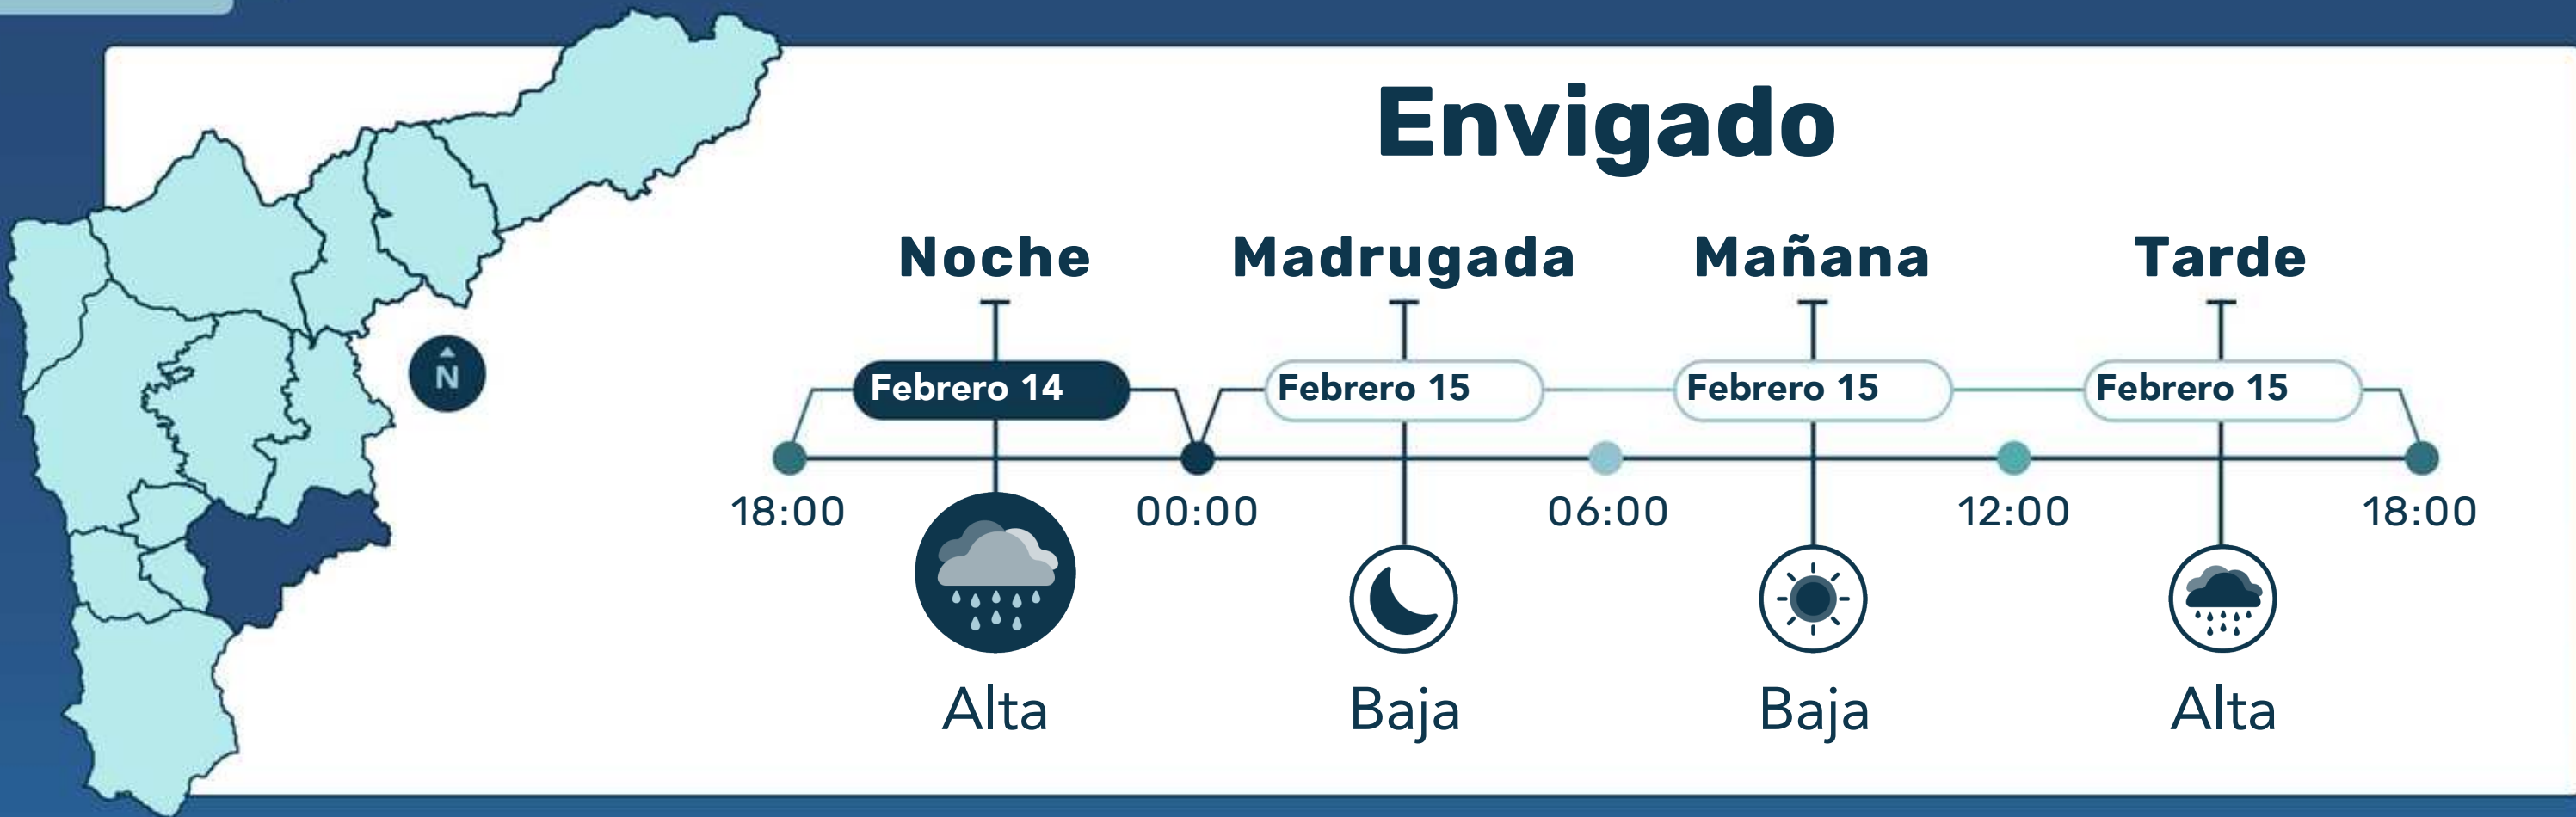 Envigado
Noche Madrugada Mañana Tarde
N
Febrero 14 Febrero 15 Febrero 15 Febrero 15
18:00 00:00 06:00 12:00 18:00
Alta Baja Baja Alta